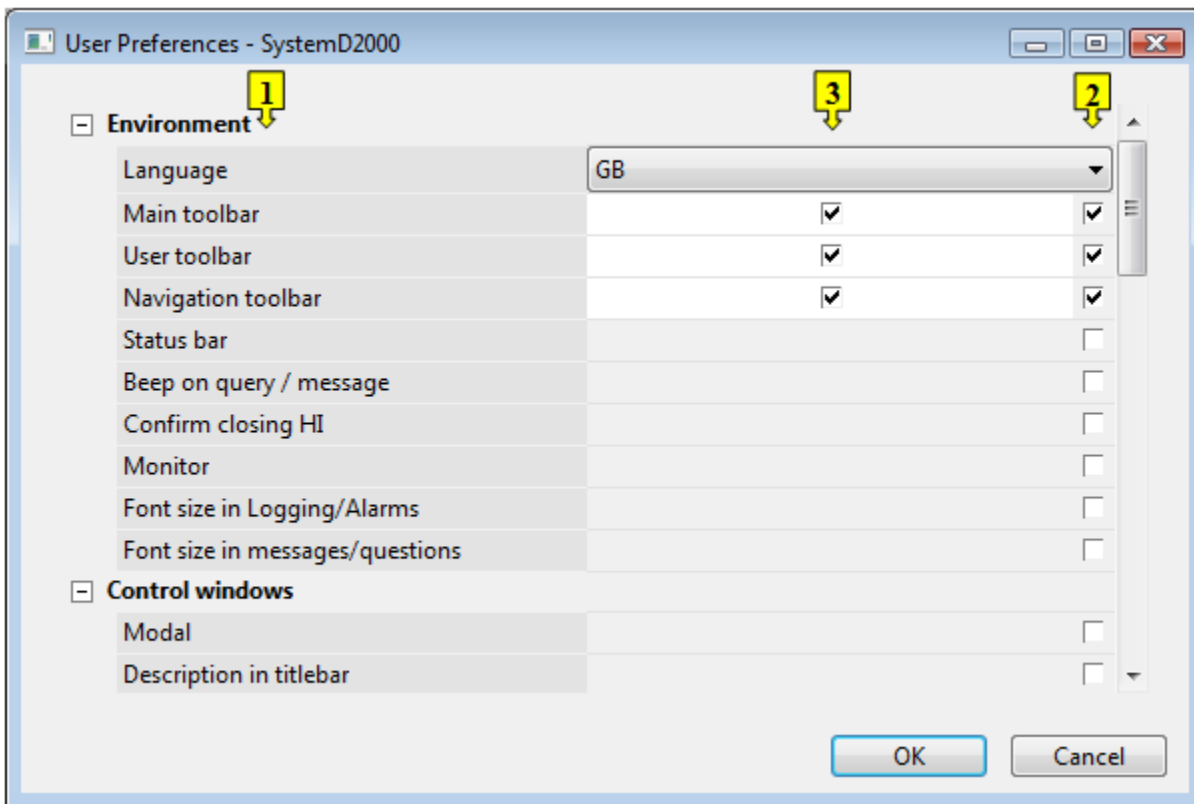 User Preferences - SystemD2000
1 3 2
Environment
Language GB
Main toolbar
User toolbar
Navigation toolbar
Status bar
Beep on query / message
Confirm closing HI
Monitor
Font size in Logging/Alarms
Font size in messages/questions
Control windows
Modal
Description in titlebar
OK Cancel